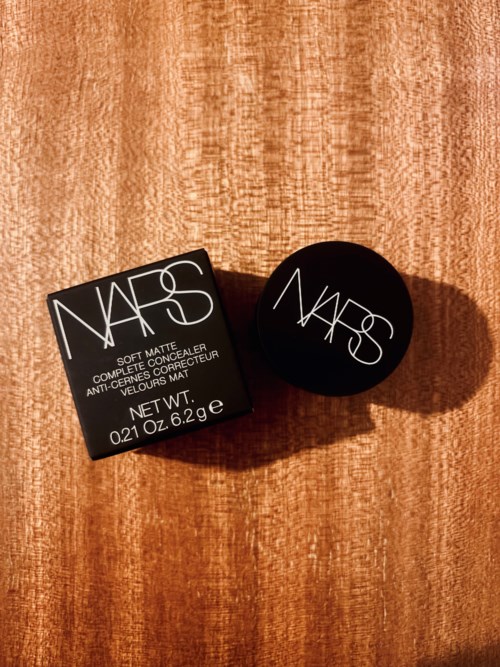 NARS
SOFT MATTE
COMPLETE CONCEALER
ANTI-CERNES CORRECTEUR
VELOURS MAT
NET WT.
0.21 Oz. 6.2 g ℮
NARS